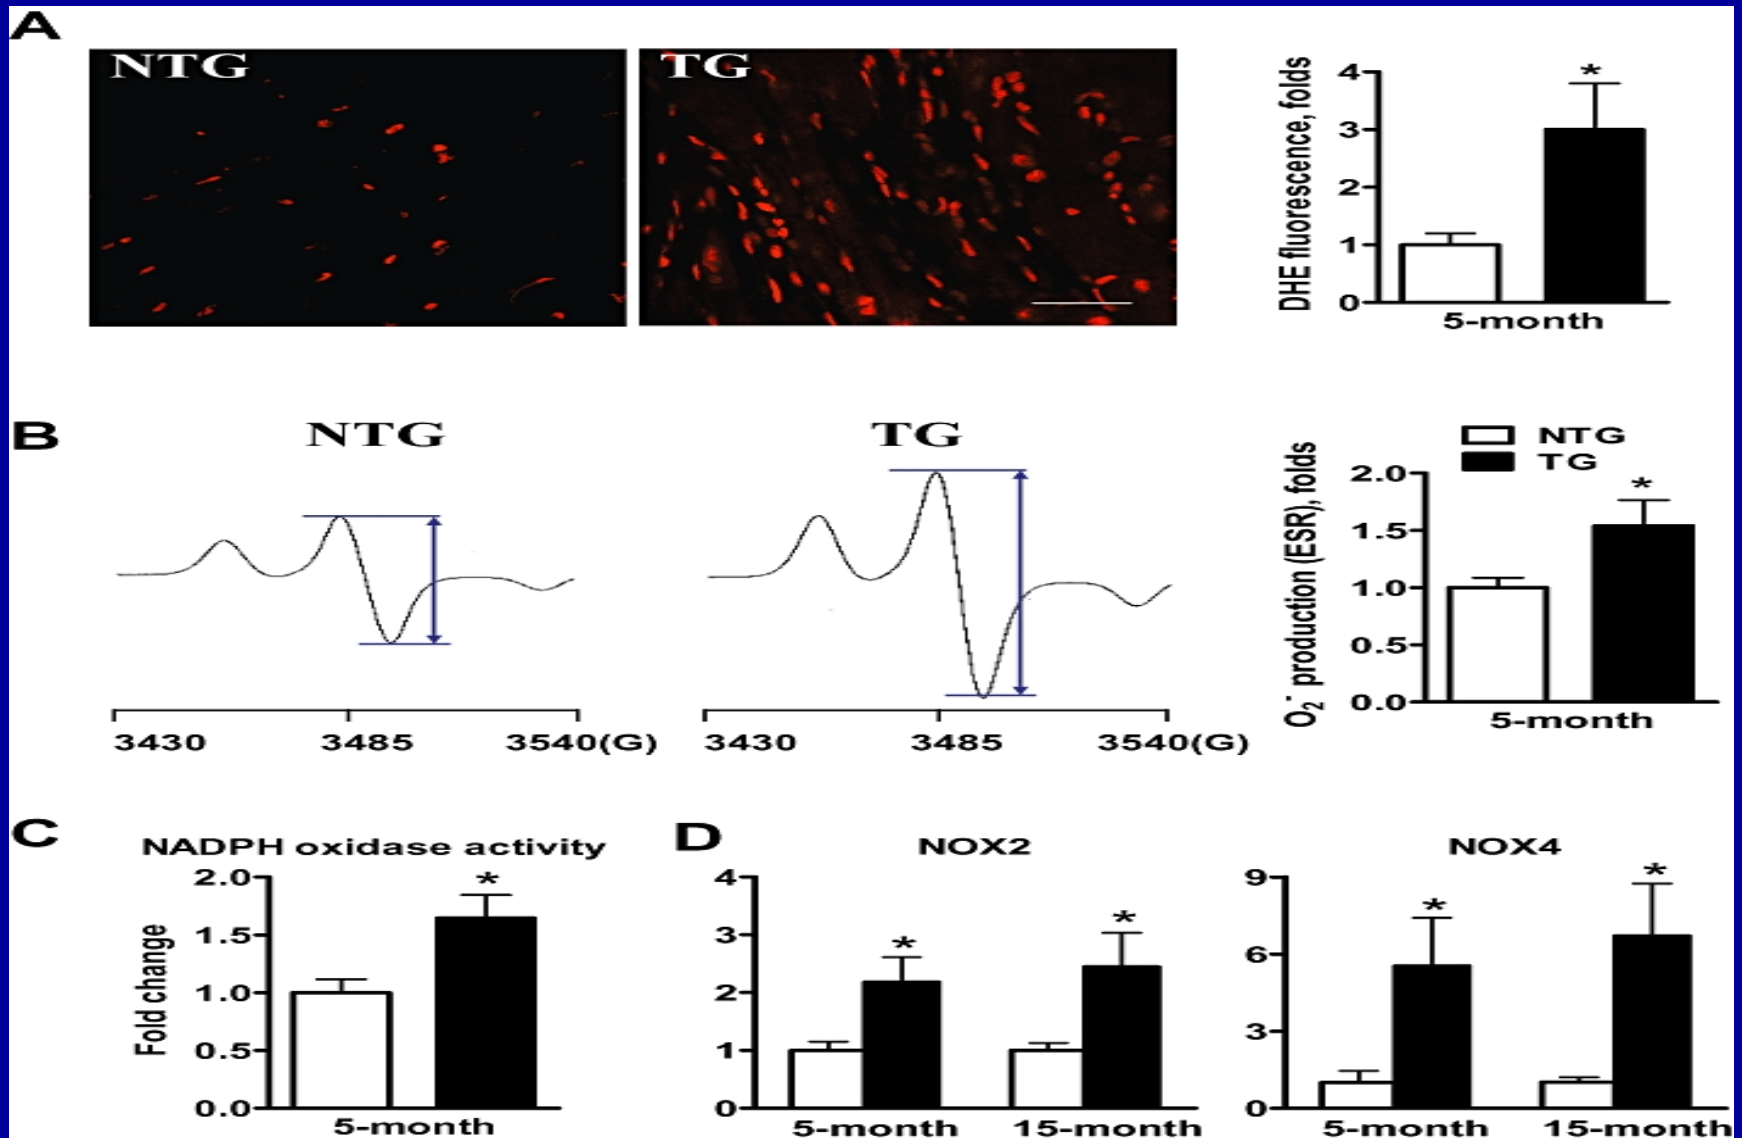 A
NTG
TG
DHE fluorescence, folds
4
3
2
1
0
*
5-month
B
NTG
TG
3430 3485 3540(G)
3430 3485 3540(G)
NTG
TG
O₂⁻ production (ESR), folds
2.0
1.5
1.0
0.5
0.0
*
5-month
C
NADPH oxidase activity
Fold change
2.0
1.5
1.0
0.5
0.0
*
5-month
D
NOX2
4
3
2
1
0
*
*
5-month 15-month
NOX4
9
6
3
0
*
*
5-month 15-month